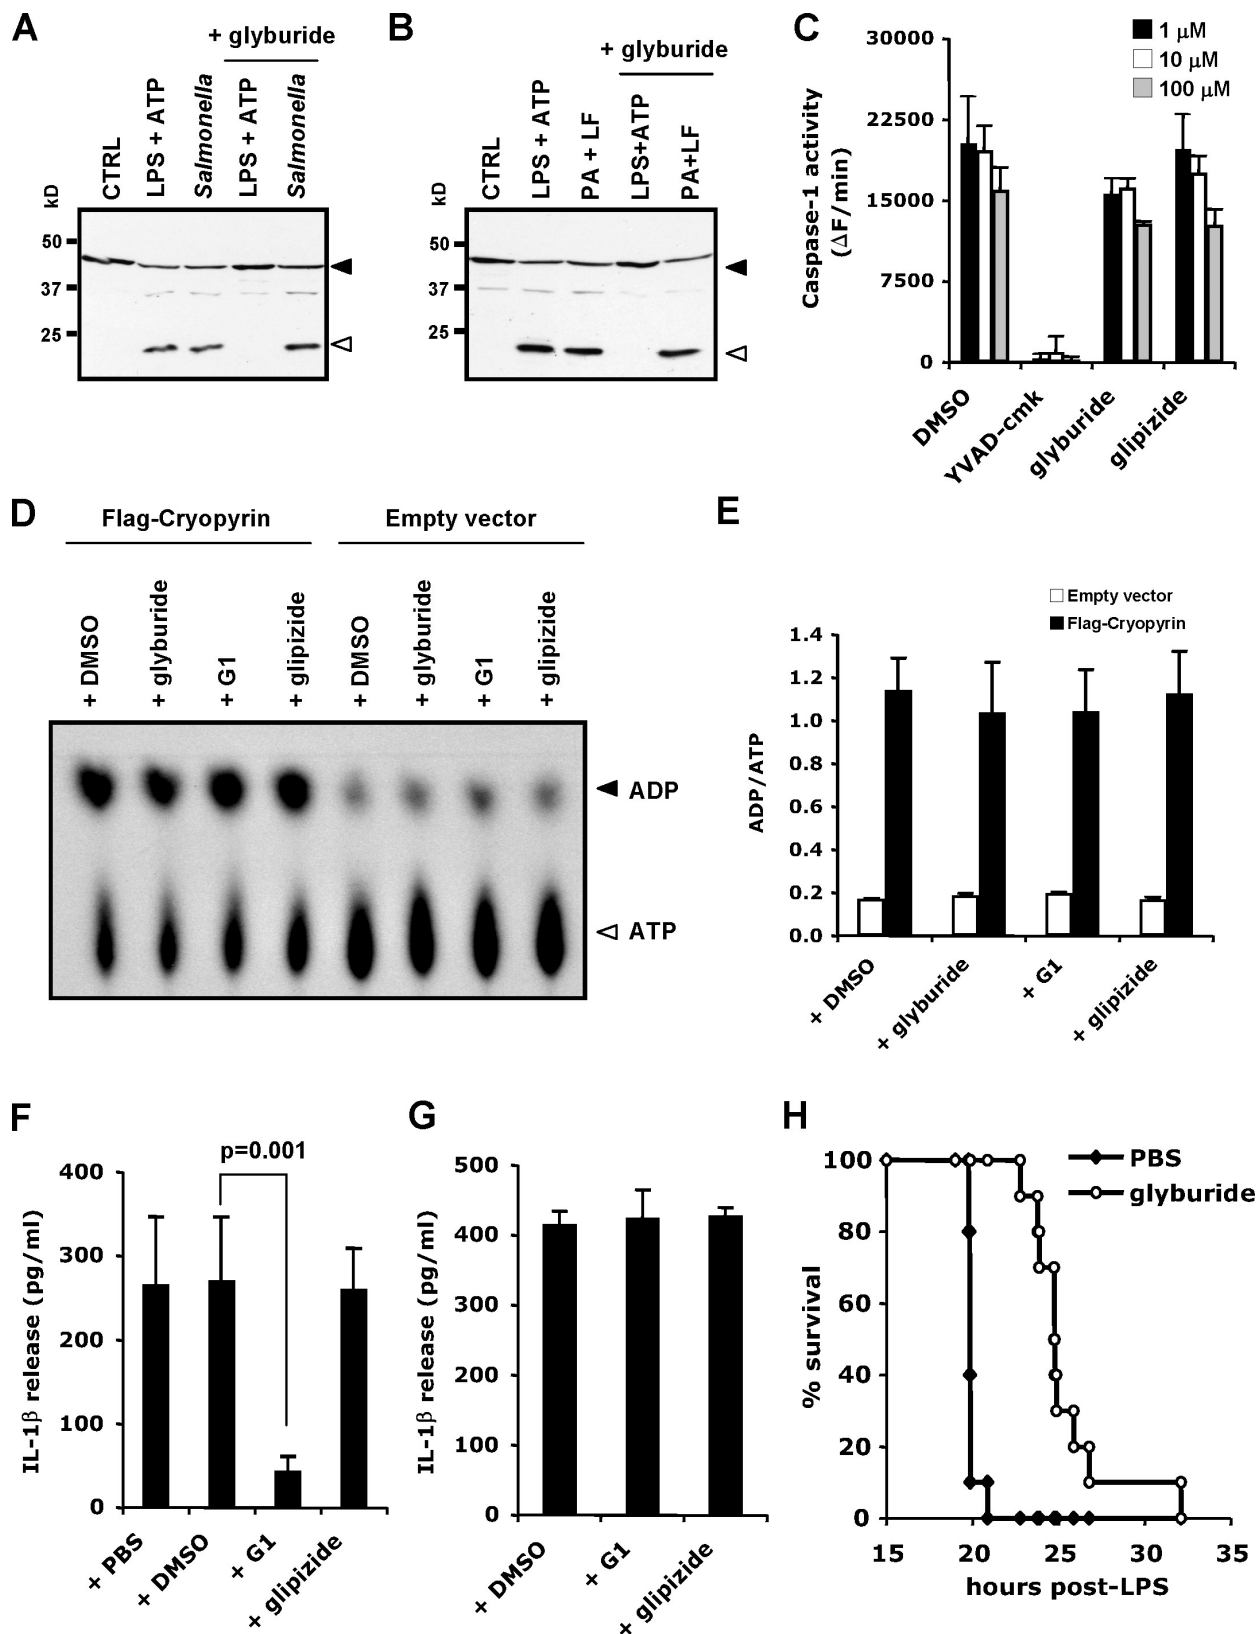 A
+ glyburide
CTRL
LPS + ATP
Salmonella
LPS + ATP
Salmonella
kD
50
37
25
B
+ glyburide
CTRL
LPS + ATP
PA + LF
LPS+ATP
PA+LF
kD
50
37
25
C
1 µM
10 µM
100 µM
Caspase-1 activity
(ΔF/min)
30000
22500
15000
7500
0
DMSO
YVAD-cmk
glyburide
glipizide
D
Flag-Cryopyrin
Empty vector
+ DMSO
+ glyburide
+ G1
+ glipizide
+ DMSO
+ glyburide
+ G1
+ glipizide
ADP
ATP
E
Empty vector
Flag-Cryopyrin
ADP/ATP
1.4
1.2
1.0
0.8
0.6
0.4
0.2
0.0
+ DMSO
+ glyburide
+ G1
+ glipizide
F
p=0.001
IL-1β release (pg/ml)
400
300
200
100
0
+ PBS
+ DMSO
+ G1
+ glipizide
G
IL-1β release (pg/ml)
500
400
300
200
100
0
+ DMSO
+ G1
+ glipizide
H
PBS
glyburide
% survival
100
80
60
40
20
0
15 20 25 30 35
hours post-LPS